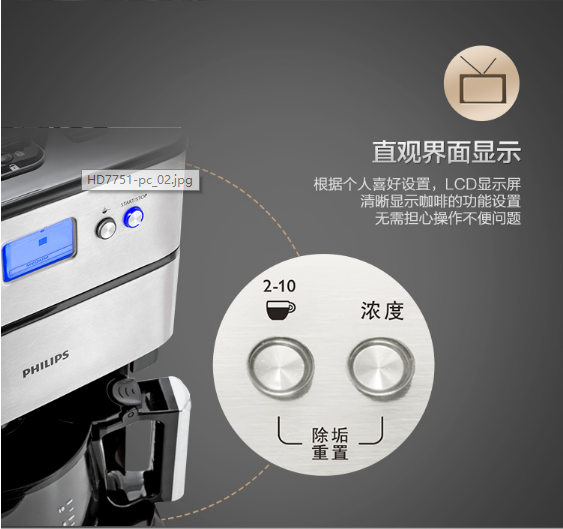 直观界面显示
根据个人喜好设置，LCD显示屏
清晰显示咖啡的功能设置
无需担心操作不便问题
HD7751-pc_02.jpg
START/STOP
2-10
浓度
PHILIPS
除垢
重置